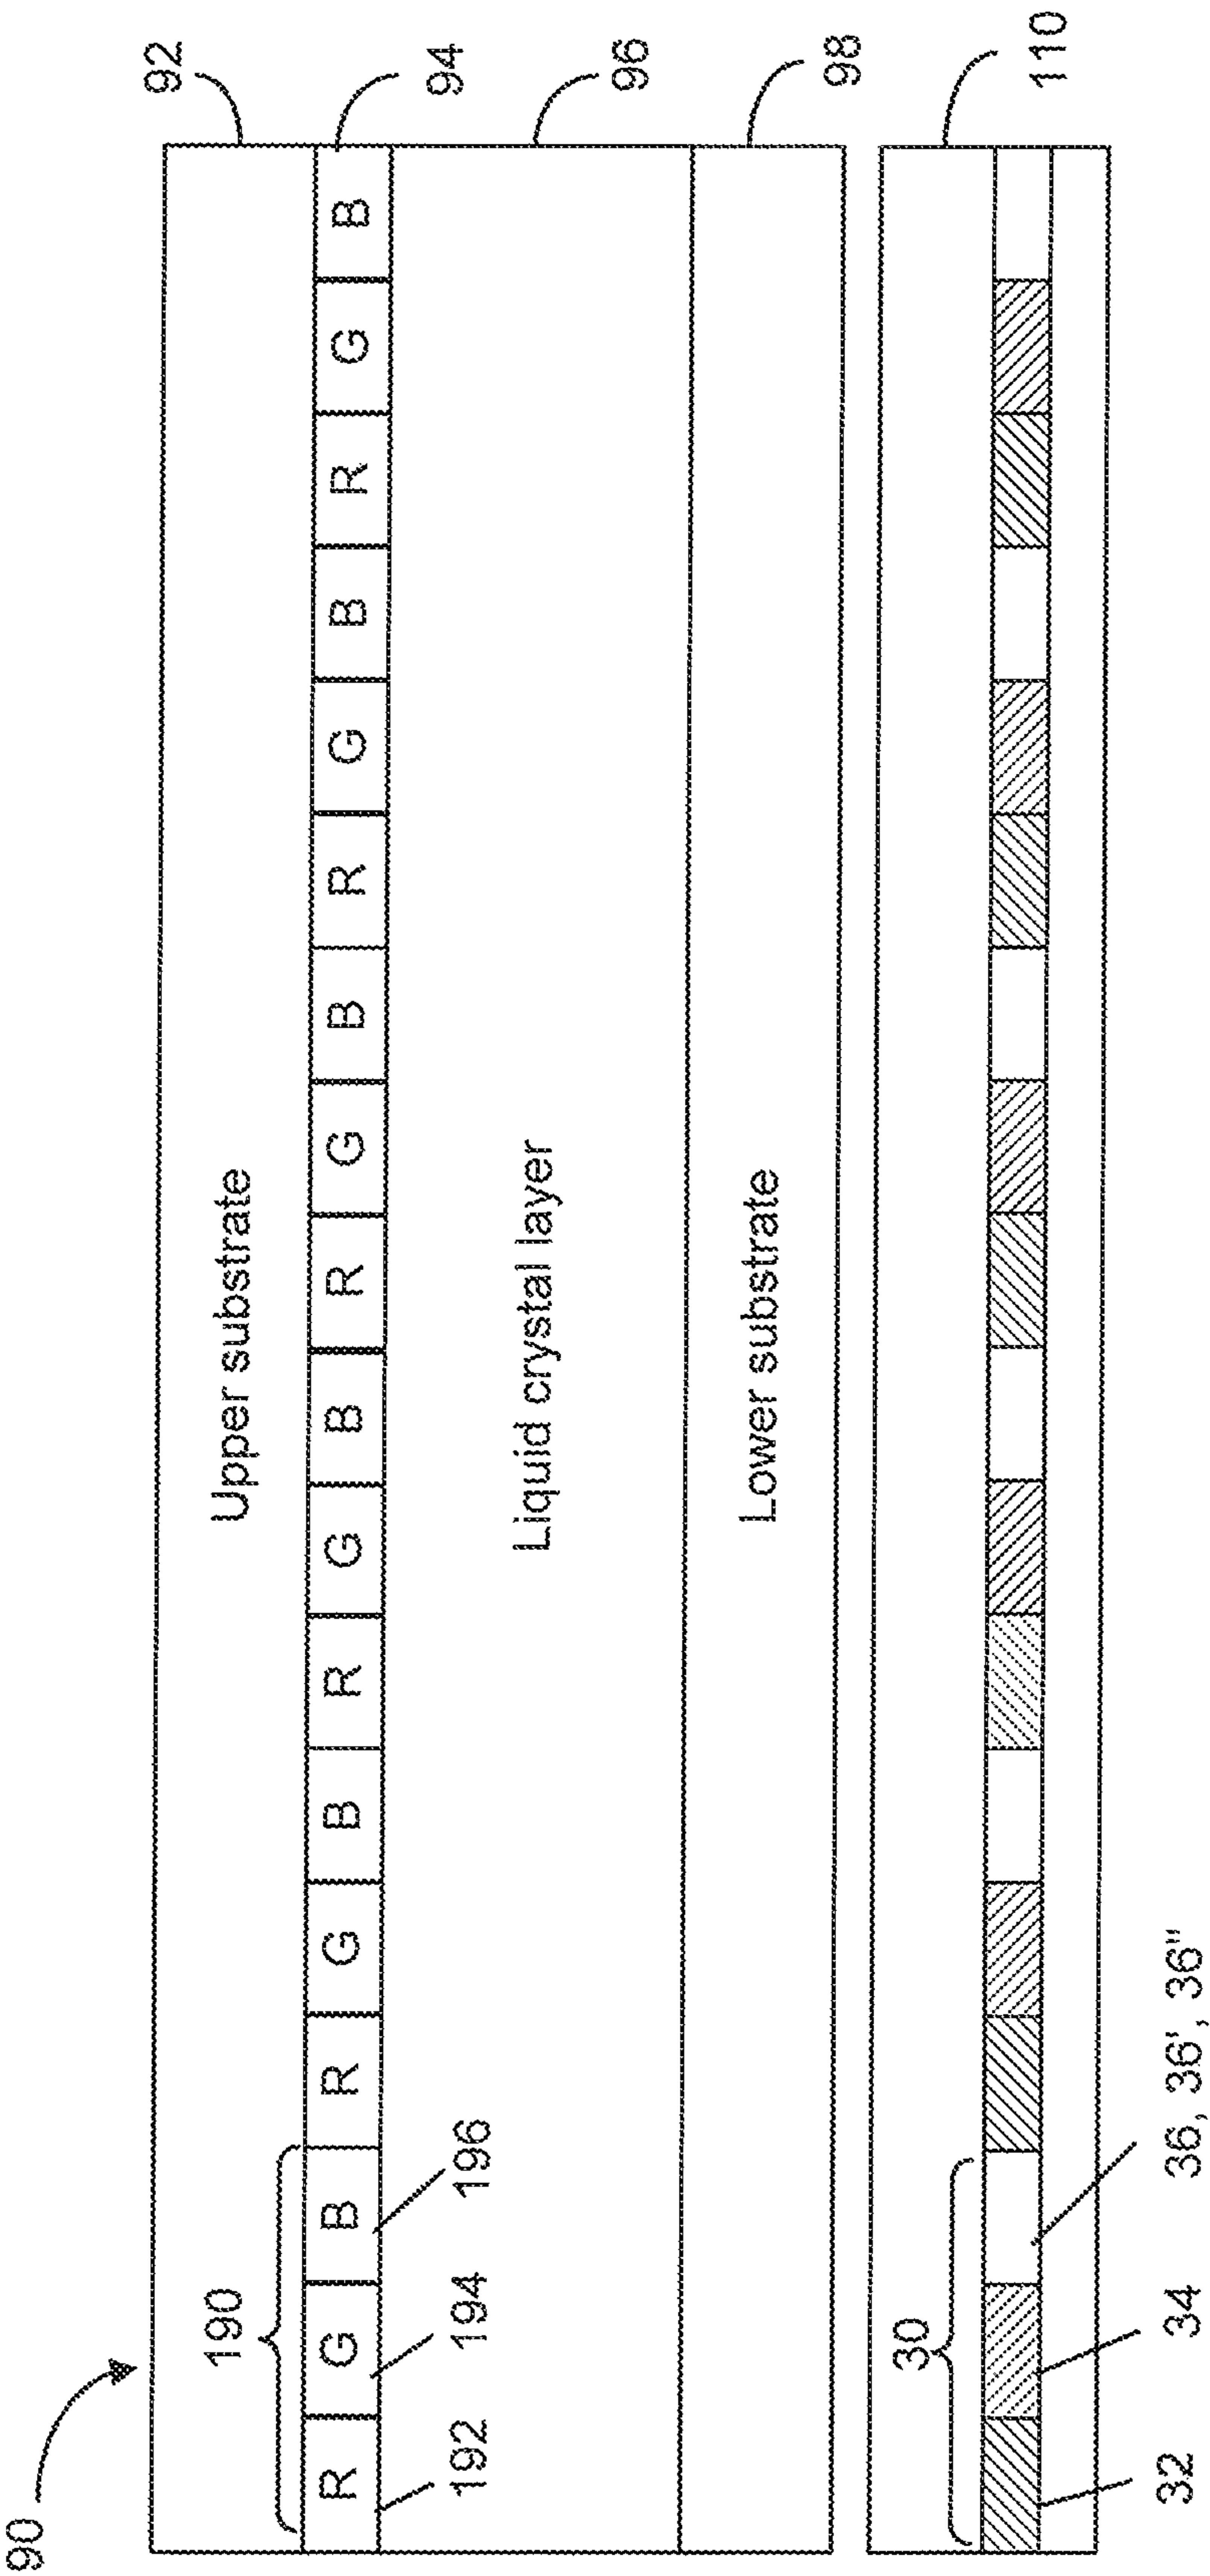 90
92
Upper substrate
190
R G B R G B R G B R G B R G B R G B
94
192
194
196
Liquid crystal layer
96
Lower substrate
98
110
30
32
34
36, 36', 36"